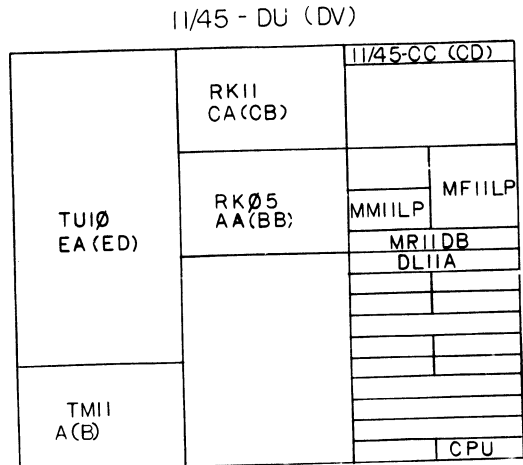 11/45 - DU (DV)
11/45-CC (CD)
RK11
CA(CB)
RKØ5
AA(BB)
MF11LP
MM11LP
TU1Ø
EA(ED)
MR11DB
DL11A
TM11
A(B)
CPU